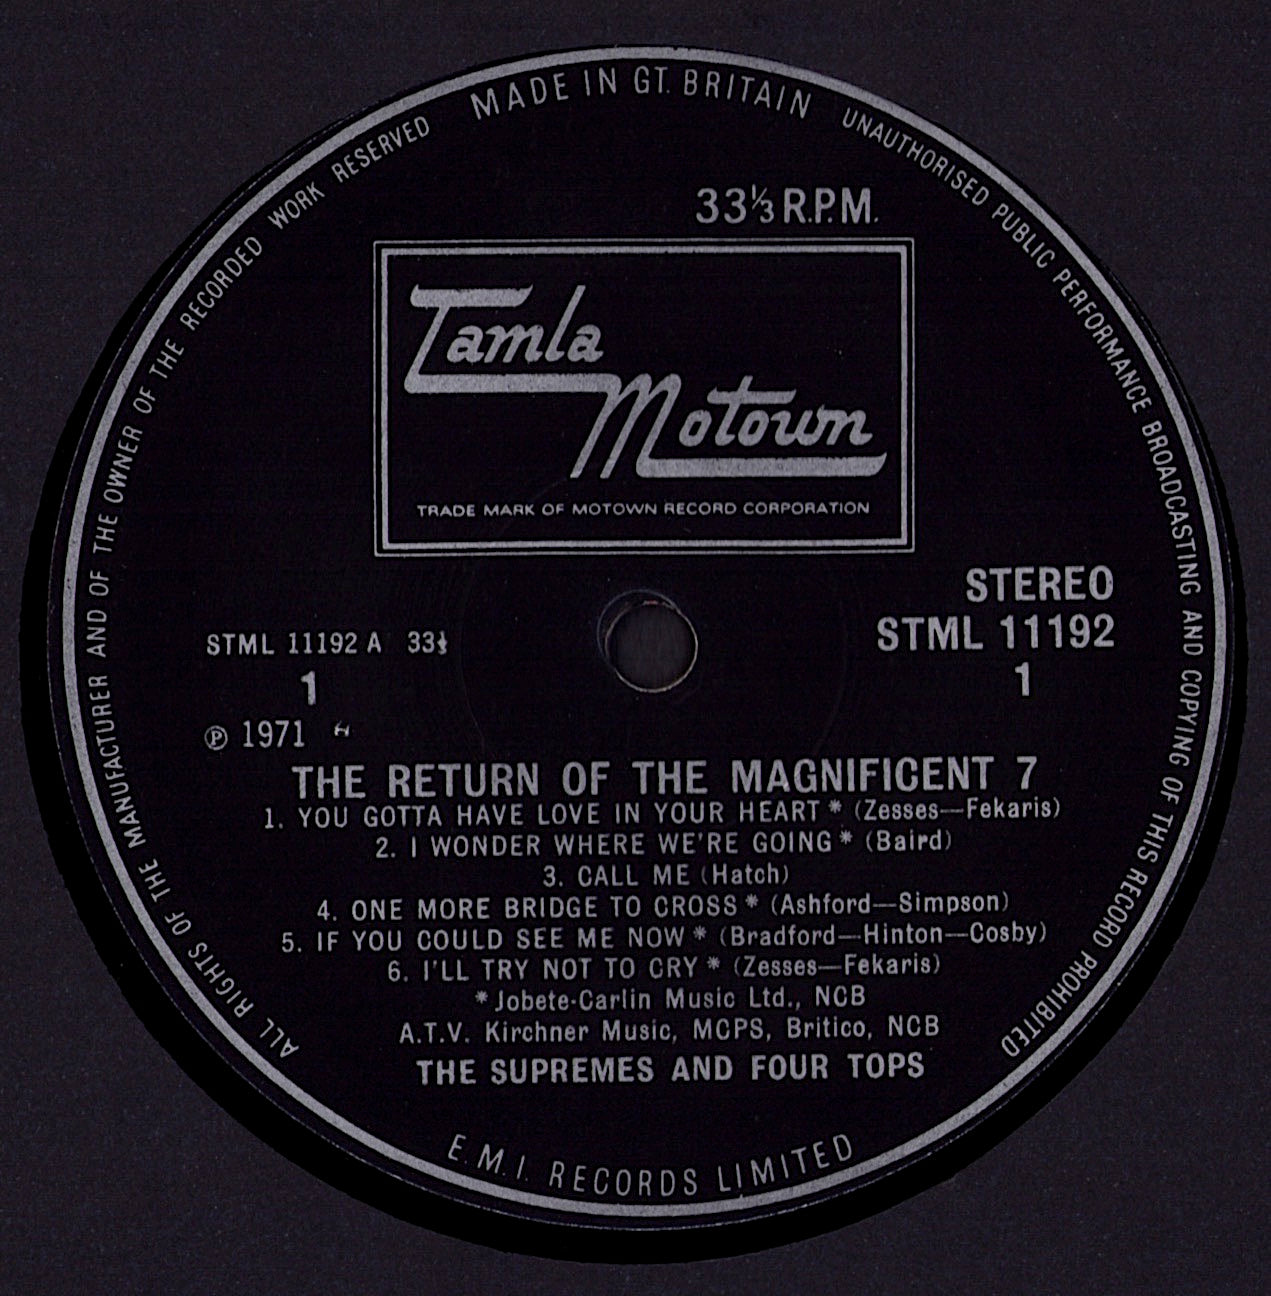 MADE IN GT. BRITAIN
UNAUTHORISED PUBLIC PERFORMANCE BROADCASTING AND COPYING OF THIS RECORD PROHIBITED
ALL RIGHTS OF THE MANUFACTURER AND OF THE OWNER OF THE RECORDED WORK RESERVED
33⅓ R.P.M.
Tamla
Motown
TRADE MARK OF MOTOWN RECORD CORPORATION
STEREO
STML 11192
1
STML 11192 A 33⅓
1
℗ 1971
THE RETURN OF THE MAGNIFICENT 7
1. YOU GOTTA HAVE LOVE IN YOUR HEART * (Zesses—Fekaris)
2. I WONDER WHERE WE'RE GOING * (Baird)
3. CALL ME (Hatch)
4. ONE MORE BRIDGE TO CROSS * (Ashford—Simpson)
5. IF YOU COULD SEE ME NOW * (Bradford—Hinton—Cosby)
6. I'LL TRY NOT TO CRY * (Zesses—Fekaris)
*Jobete-Carlin Music Ltd., NCB
A.T.V. Kirchner Music, MCPS, Britico, NCB
THE SUPREMES AND FOUR TOPS
E.M.I. RECORDS LIMITED